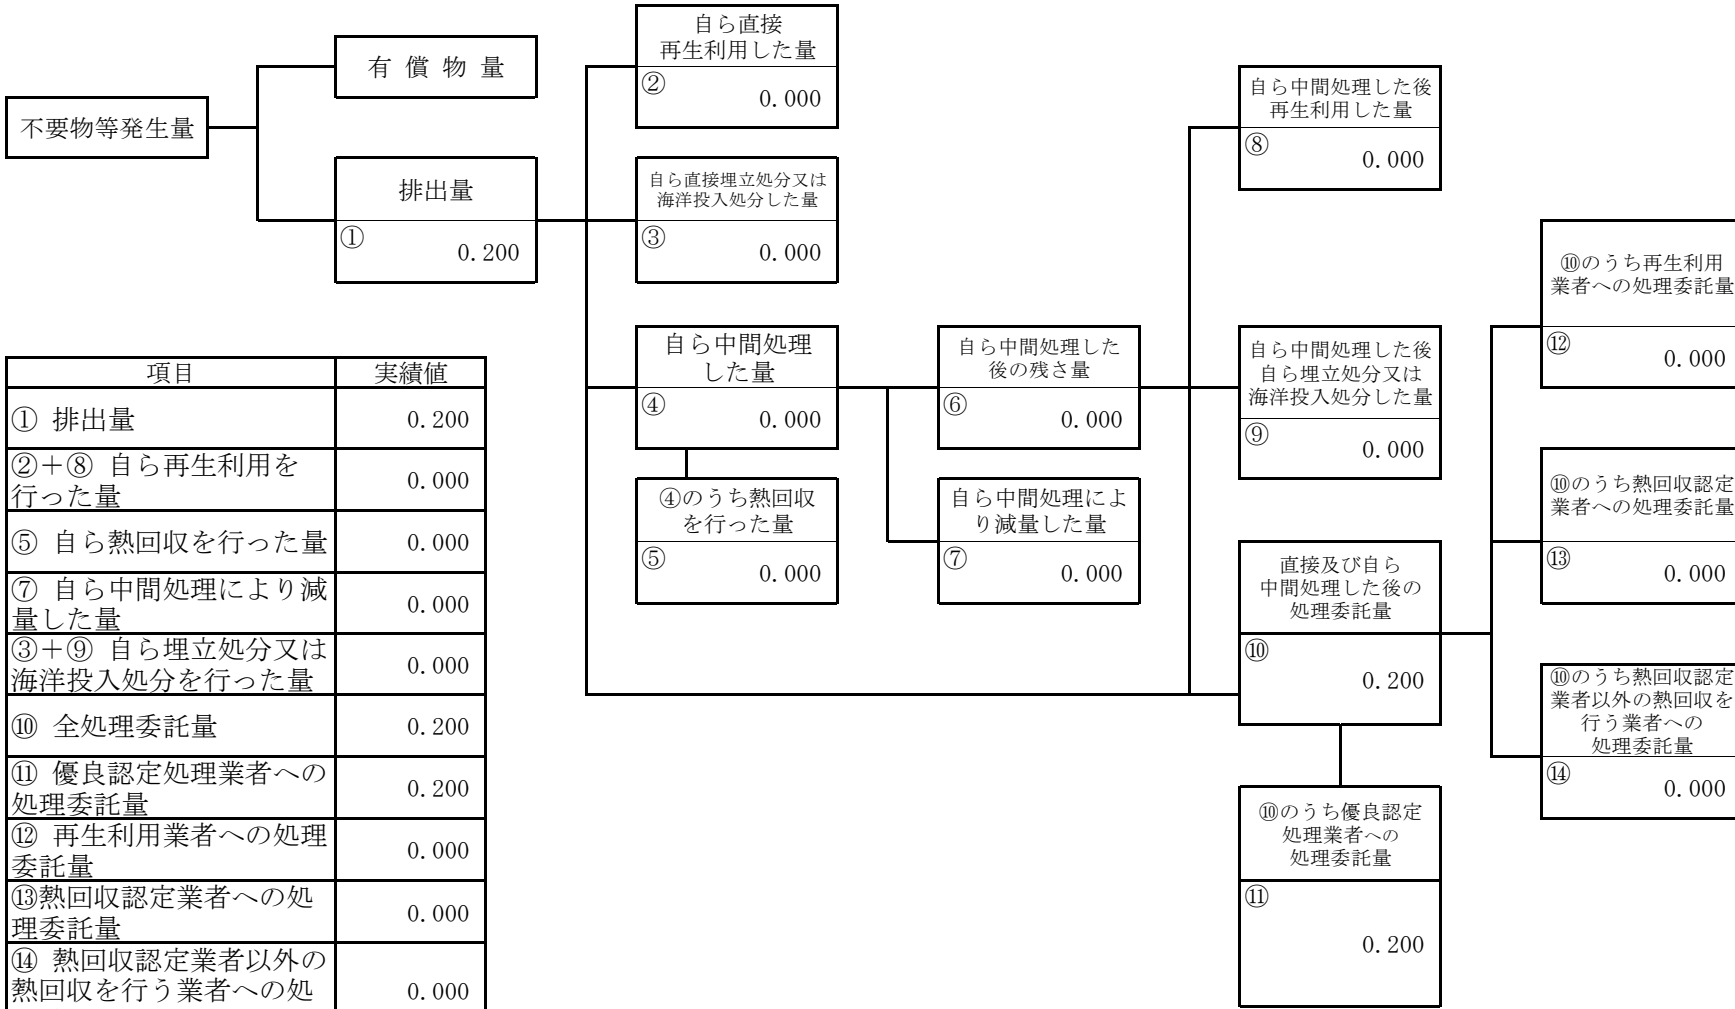 不要物等発生量
有 償 物 量
排出量
①
0.200
自ら直接
再生利用した量
②
0.000
自ら直接埋立処分又は
海洋投入処分した量
③
0.000
自ら中間処理
した量
④
0.000
④のうち熱回収
を行った量
⑤
0.000
自ら中間処理した
後の残さ量
⑥
0.000
自ら中間処理によ
り減量した量
⑦
0.000
自ら中間処理した後
再生利用した量
⑧
0.000
自ら中間処理した後
自ら埋立処分又は
海洋投入処分した量
⑨
0.000
直接及び自ら
中間処理した後の
処理委託量
⑩
0.200
⑩のうち優良認定
処理業者への
処理委託量
⑪
0.200
⑩のうち再生利用
業者への処理委託量
⑫
0.000
⑩のうち熱回収認定
業者への処理委託量
⑬
0.000
⑩のうち熱回収認定
業者以外の熱回収を
行う業者への
処理委託量
⑭
0.000
項目 実績値
① 排出量 0.200
②＋⑧ 自ら再生利用を
行った量 0.000
⑤ 自ら熱回収を行った量 0.000
⑦ 自ら中間処理により減
量した量 0.000
③＋⑨ 自ら埋立処分又は
海洋投入処分を行った量 0.000
⑩ 全処理委託量 0.200
⑪ 優良認定処理業者への
処理委託量 0.200
⑫ 再生利用業者への処理
委託量 0.000
⑬熱回収認定業者への処
理委託量 0.000
⑭ 熱回収認定業者以外の
熱回収を行う業者への処 0.000